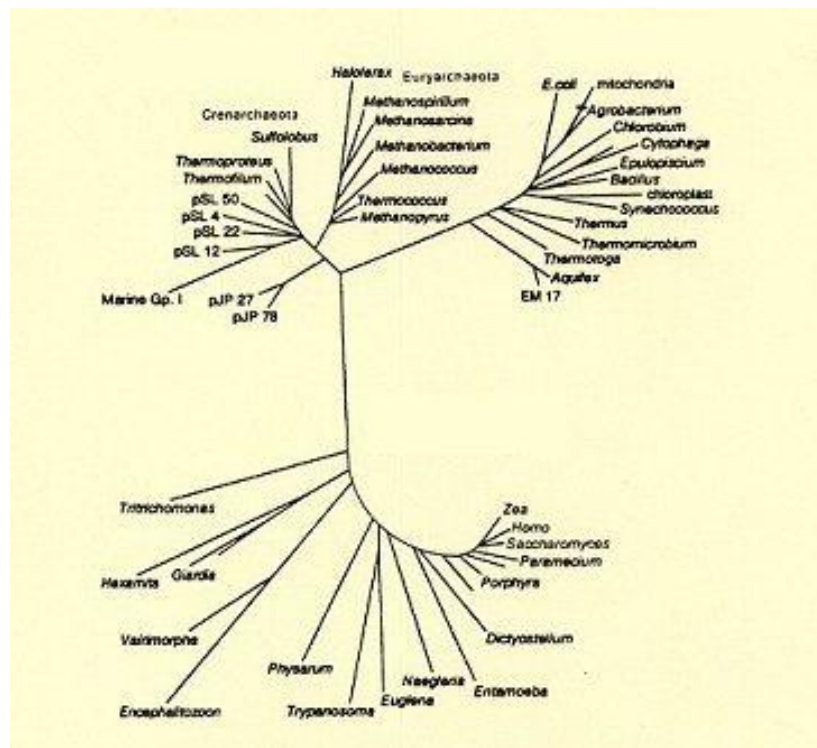 Haloferax Euryarchaeota
Crenarchaeota
Sulfolobus
Thermoproteus
Thermofilum
pSL 50
pSL 4
pSL 22
pSL 12
Marine Gp. I
pJP 27
pJP 78
Methanospirillum
Methanosarcina
Methanobacterium
Methanococcus
Thermococcus
Methanopyrus
E.coli
mitochondria
Agrobacterium
Chlorobium
Cytophaga
Epulopiscium
Bacillus
chloroplast
Synechococcus
Thermus
Thermomicrobium
Thermotoga
Aquifex
EM 17
Tritrichomonas
Hexamita
Giardia
Vairimorpha
Encephalitozoon
Physarum
Trypanosoma
Euglena
Naegleria
Entamoeba
Dictyostelium
Porphyra
Paramecium
Saccharomyces
Homo
Zea